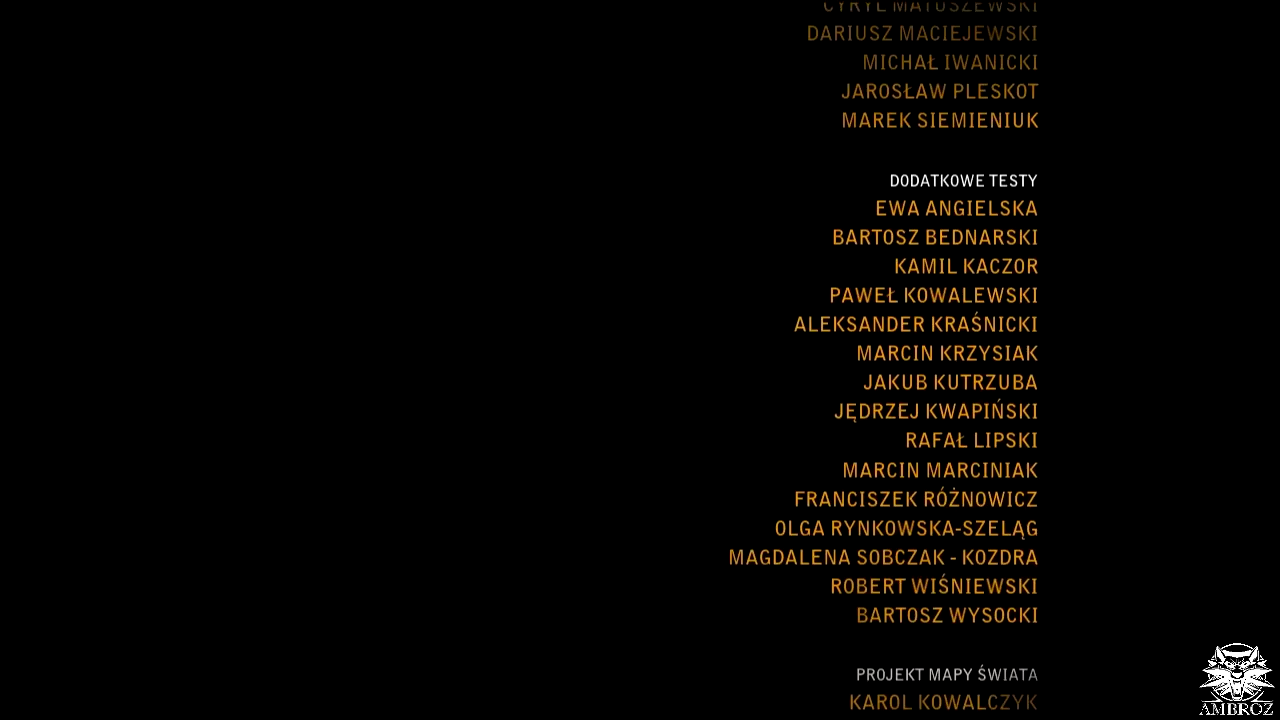 CYRYL MATUSZEWSKI
DARIUSZ MACIEJEWSKI
MICHAŁ IWANICKI
JAROSŁAW PLESKOT
MAREK SIEMIENIUK
DODATKOWE TESTY
EWA ANGIELSKA
BARTOSZ BEDNARSKI
KAMIL KACZOR
PAWEŁ KOWALEWSKI
ALEKSANDER KRAŚNICKI
MARCIN KRZYSIAK
JAKUB KUTRZUBA
JĘDRZEJ KWAPIŃSKI
RAFAŁ LIPSKI
MARCIN MARCINIAK
FRANCISZEK RÓŻNOWICZ
OLGA RYNKOWSKA-SZELĄG
MAGDALENA SOBCZAK - KOZDRA
ROBERT WIŚNIEWSKI
BARTOSZ WYSOCKI
PROJEKT MAPY ŚWIATA
KAROL KOWALCZYK
AMBROZ